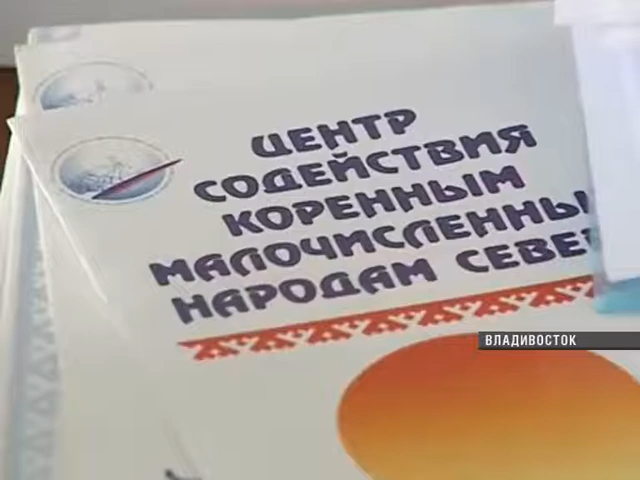 ЦЕНТР
СОДЕЙСТВИЯ
КОРЕННЫМ
МАЛОЧИСЛЕННЫ
НАРОДАМ СЕВЕ
ВЛАДИВОСТОК